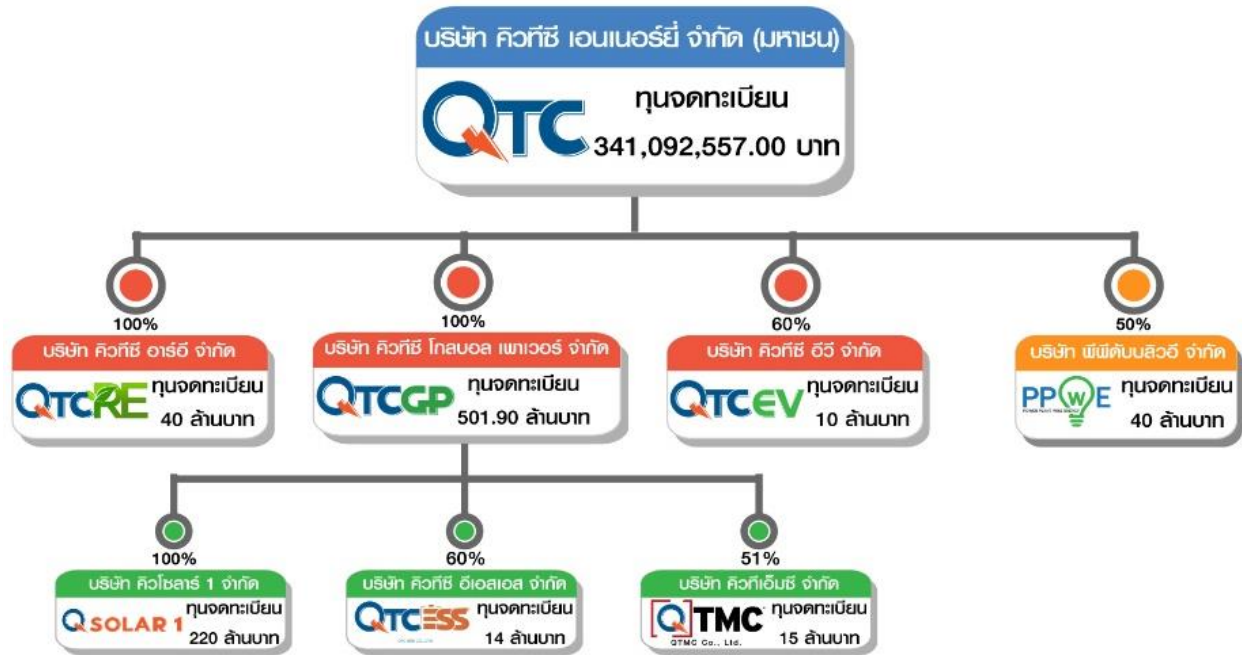 บริษัท คิวทีซี เอนเนอร์ยี่ จำกัด (มหาชน)
QTC
ทุนจดทะเบียน
341,092,557.00 บาท
100%
100%
60%
50%
บริษัท คิวทีซี อาร์อี จำกัด
QTCRE
ทุนจดทะเบียน
40 ล้านบาท
บริษัท คิวทีซี โกลบอล เพาเวอร์ จำกัด
QTCGP
ทุนจดทะเบียน
501.90 ล้านบาท
บริษัท คิวทีซี อีวี จำกัด
QTCEV
ทุนจดทะเบียน
10 ล้านบาท
บริษัท พีพีดับบลิวอี จำกัด
PPWE
ทุนจดทะเบียน
40 ล้านบาท
100%
60%
51%
บริษัท คิวโซลาร์ 1 จำกัด
Q SOLAR 1
ทุนจดทะเบียน
220 ล้านบาท
บริษัท คิวทีซี อีเอสเอส จำกัด
QTCESS
ทุนจดทะเบียน
14 ล้านบาท
บริษัท คิวทีเอ็มซี จำกัด
QTMC
QTMC Co., Ltd.
ทุนจดทะเบียน
15 ล้านบาท